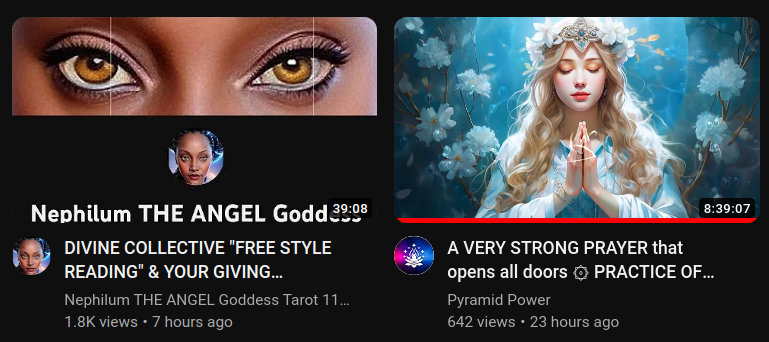 Nephilum THE ANGEL Goddess
39:08
DIVINE COLLECTIVE "FREE STYLE
READING" & YOUR GIVING...
Nephilum THE ANGEL Goddess Tarot 11...
1.8K views • 7 hours ago
8:39:07
A VERY STRONG PRAYER that
opens all doors ۞ PRACTICE OF...
Pyramid Power
642 views • 23 hours ago